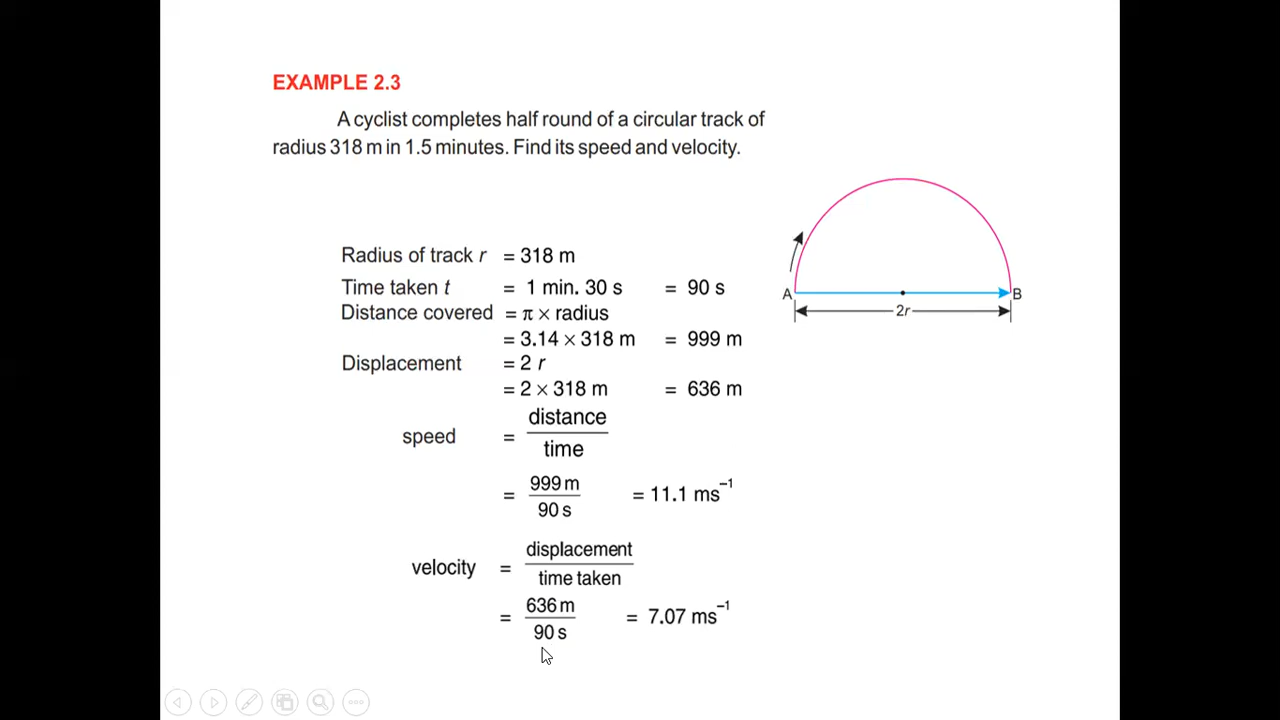 EXAMPLE 2.3
A cyclist completes half round of a circular track of
radius 318 m in 1.5 minutes. Find its speed and velocity.
Radius of track r = 318 m
Time taken t = 1 min. 30 s = 90 s
Distance covered = π × radius
= 3.14 × 318 m = 999 m
Displacement = 2 r
= 2 × 318 m = 636 m
speed = distance
time
= 999 m
90 s
= 11.1 ms⁻¹
velocity = displacement
time taken
= 636 m
90 s
= 7.07 ms⁻¹
A
B
2r